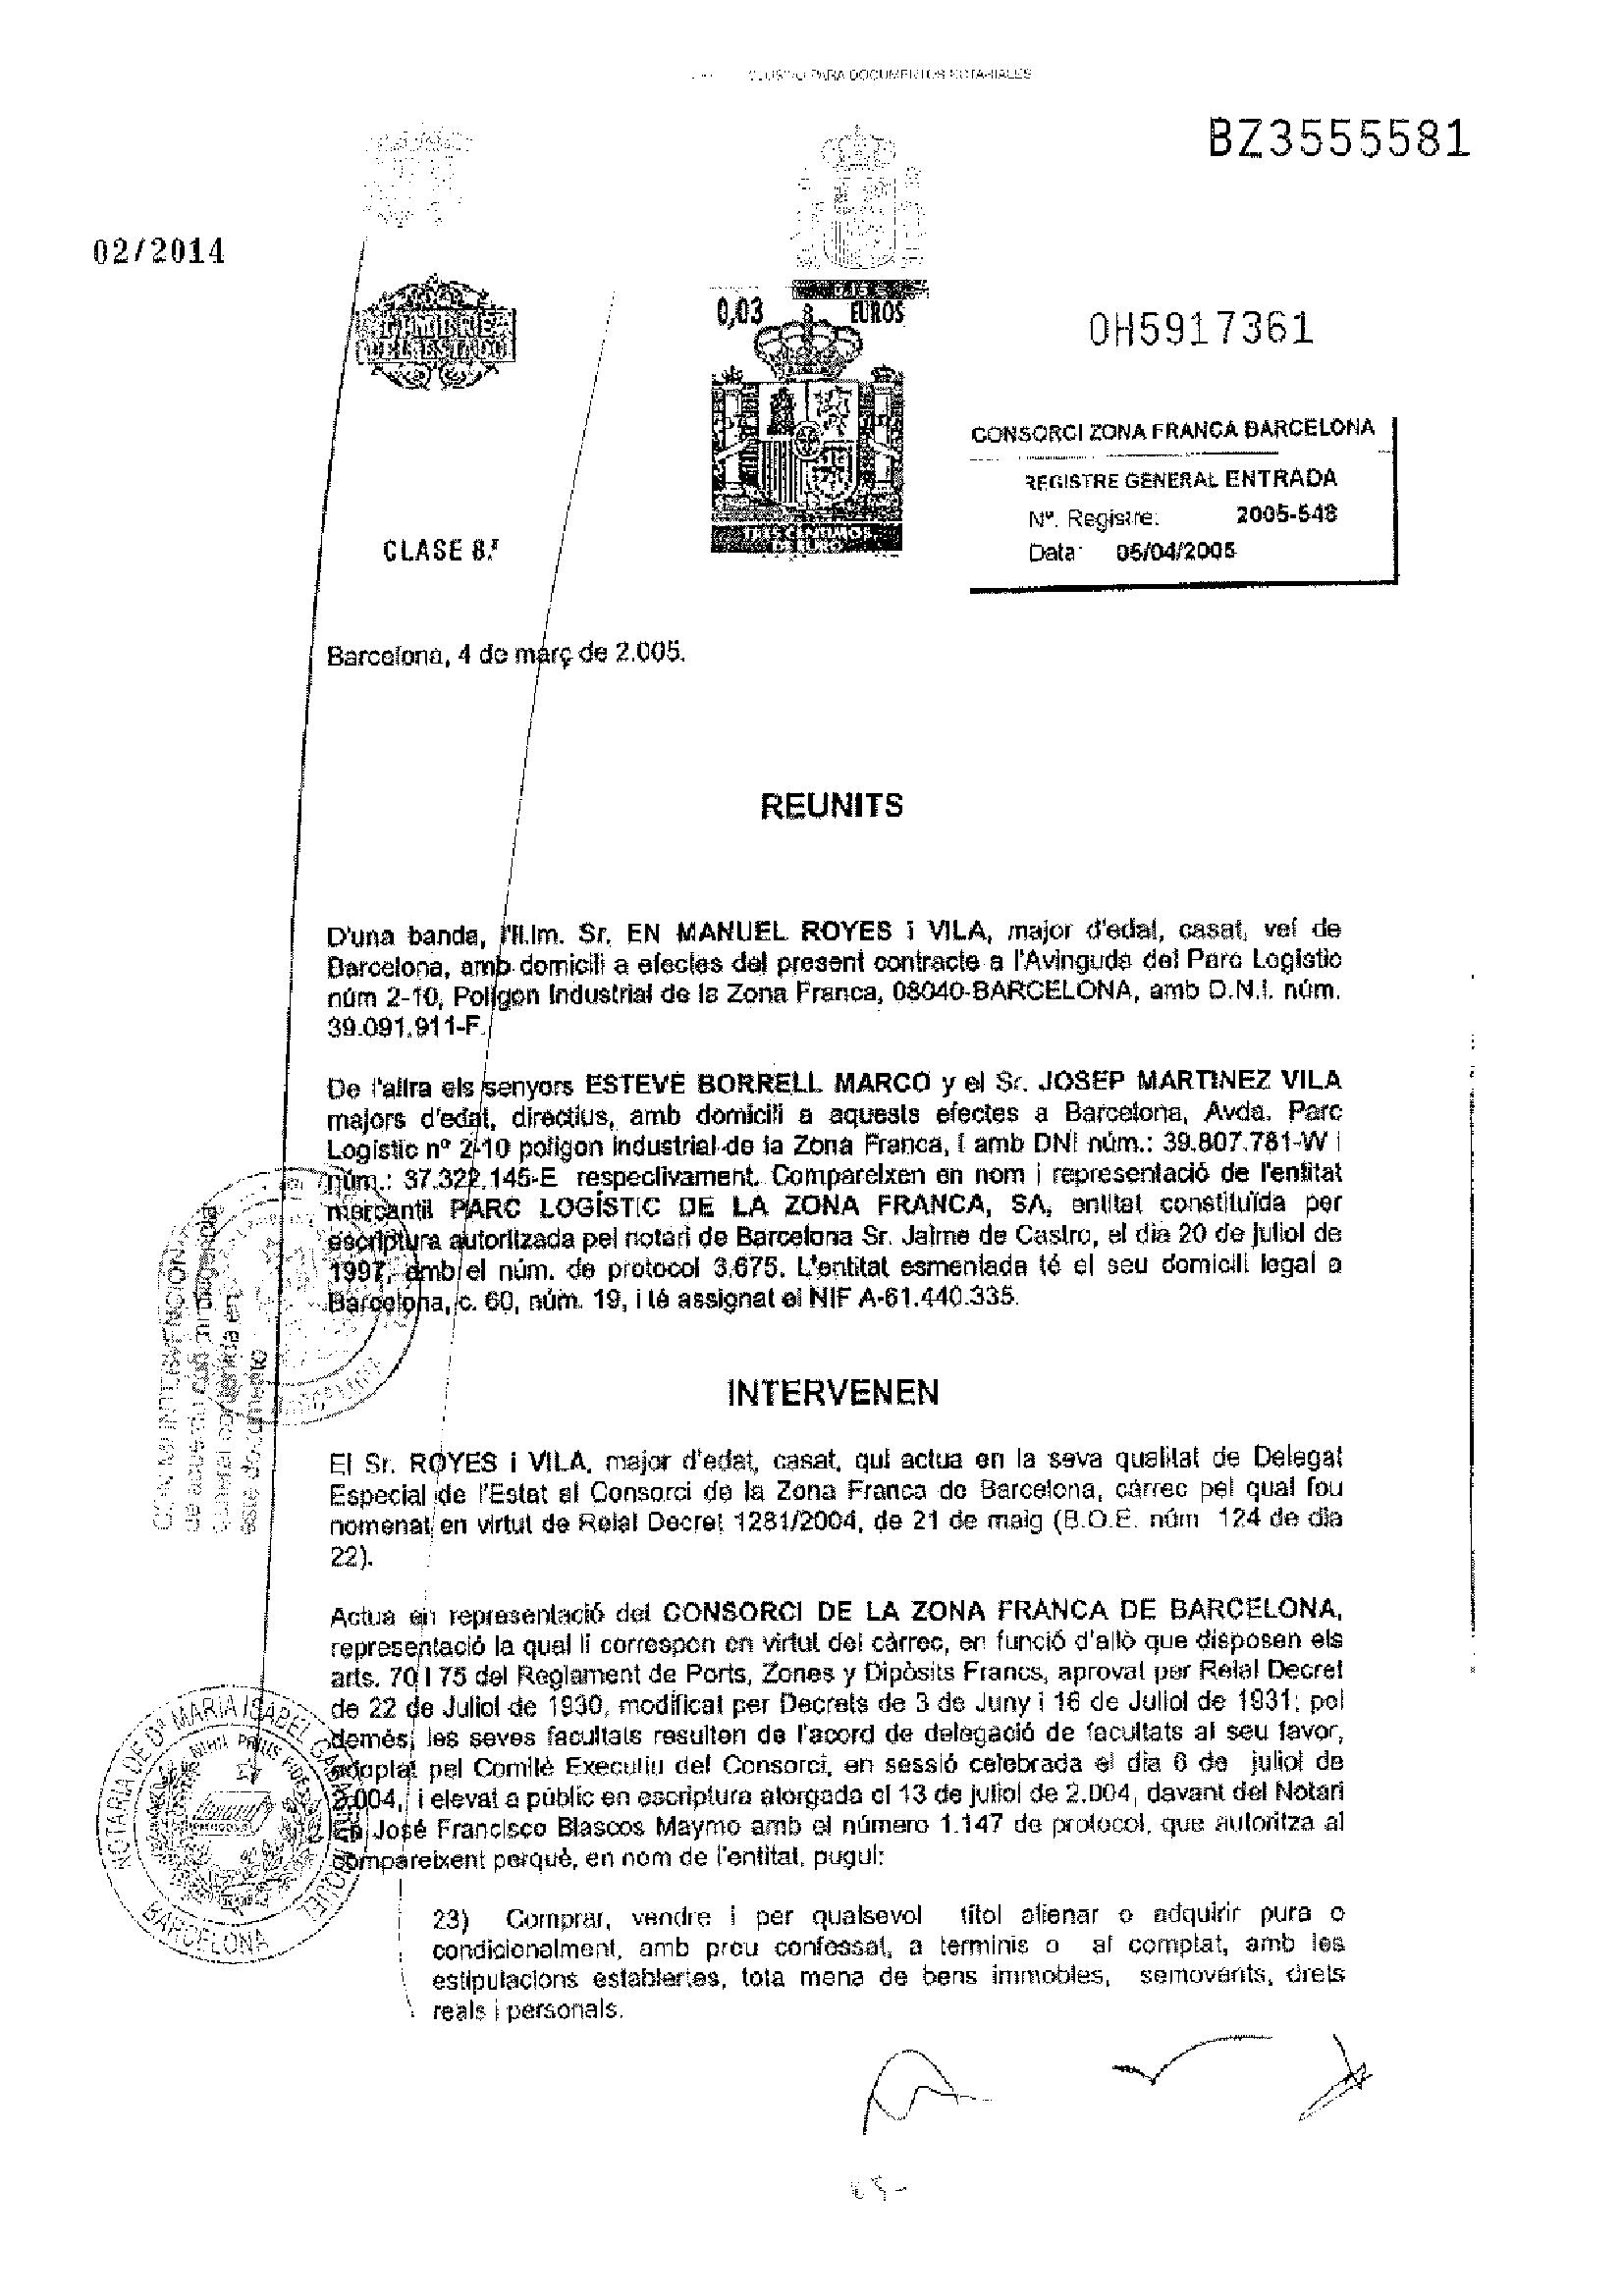 PARA DOCUMENTOS NOTARIALES
BZ3555581
02/2014
TIMBRE
DEL ESTADO
0,15 €
0,03 EUROS
TRES CENTIMOS
DE EURO
0H5917361
CONSORCI ZONA FRANCA BARCELONA
REGISTRE GENERAL ENTRADA
Nº. Registre: 2005-548
Data: 05/04/2005
CLASE 8.ª
Barcelona, 4 de març de 2.005.
REUNITS
D'una banda, l'Il.lm. Sr. EN MANUEL ROYES i VILA, major d'edat, casat, veí de
Barcelona, amb domicili a efectes del present contracte a l'Avinguda del Parc Logístic
núm 2-10, Polígon Industrial de la Zona Franca, 08040-BARCELONA, amb D.N.I. núm.
39.091.911-F.
De l'altra els senyors ESTEVE BORRELL MARCO y el Sr. JOSEP MARTINEZ VILA
majors d'edat, directius, amb domicili a aquests efectes a Barcelona, Avda. Parc
Logístic nº 2-10 polígon industrial de la Zona Franca, i amb DNI núm.: 39.807.781-W i
núm.: 37.322.145-E respectivament. Compareixen en nom i representació de l'entitat
mercantil PARC LOGÍSTIC DE LA ZONA FRANCA, SA, entitat constituïda per
escriptura autoritzada pel notari de Barcelona Sr. Jaime de Castro, el dia 20 de juliol de
1997, amb el núm. de protocol 3.675. L'entitat esmentada té el seu domicili legal a
Barcelona, c. 60, núm. 19, i té assignat el NIF A-61.440.335.
INTERVENEN
El Sr. ROYES i VILA, major d'edat, casat, qui actua en la seva qualitat de Delegat
Especial de l'Estat al Consorci de la Zona Franca de Barcelona, càrrec pel qual fou
nomenat en virtut de Reial Decret 1281/2004, de 21 de maig (B.O.E. núm 124 de dia
22).
Actua en representació del CONSORCI DE LA ZONA FRANCA DE BARCELONA,
representació la qual li correspon en virtut del càrrec, en funció d'allò que disposen els
arts. 70 i 75 del Reglament de Ports, Zones y Dipòsits Francs, aprovat per Reial Decret
de 22 de Juliol de 1930, modificat per Decrets de 3 de Juny i 16 de Juliol de 1931; pel
demés, les seves facultats resulten de l'acord de delegació de facultats al seu favor,
adoptat pel Comitè Executiu del Consorci, en sessió celebrada el dia 6 de juliol de
2.004, i elevat a públic en escriptura atorgada el 13 de juliol de 2.004, davant del Notari
En José Francisco Blascos Maymo amb el número 1.147 de protocol, que autoritza al
compareixent perquè, en nom de l'entitat, pugui:
23) Comprar, vendre i per qualsevol títol alienar o adquirir pura o
condicionalment, amb preu confessat, a terminis o al comptat, amb les
estipulacions establertes, tota mena de bens immobles, semovents, drets
reals i personals.
este documento
NOTARIA DE Dª MARIA ISABEL
BARCELONA
NIHIL PRIUS FIDE